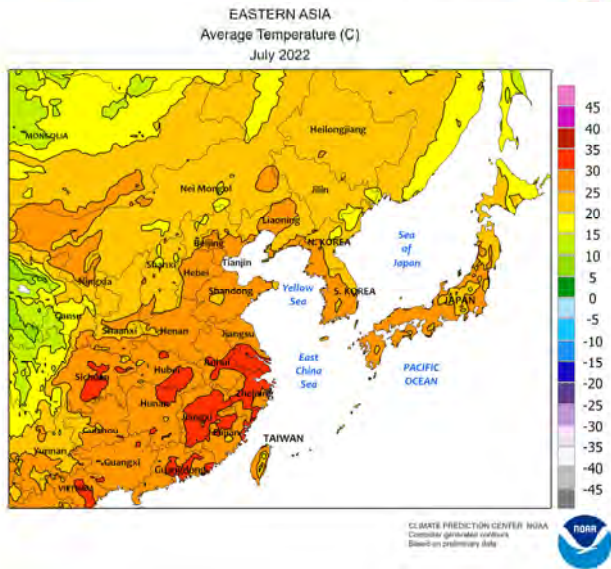 EASTERN ASIA
Average Temperature (C)
July 2022
MONGOLIA
Heilongjiang
Nei Mongol
Jilin
Liaoning
Beijing
N. KOREA
Sea
of
Japan
Shanxi
Tianjin
Hebei
Ningxia
Shandong
Yellow
Sea
S. KOREA
JAPAN
Gansu
Shaanxi
Henan
Jiangsu
East
China
Sea
PACIFIC
OCEAN
Sichuan
Hubei
Anhui
Zhejiang
Hunan
Jiangxi
Guizhou
Fujian
TAIWAN
Yunnan
Guangxi
Guangdong
VIETNAM
45
40
35
30
25
20
15
10
5
0
-5
-10
-15
-20
-25
-30
-35
-40
-45
CLIMATE PREDICTION CENTER NOAA
Computer generated contours
Based on preliminary data
NOAA